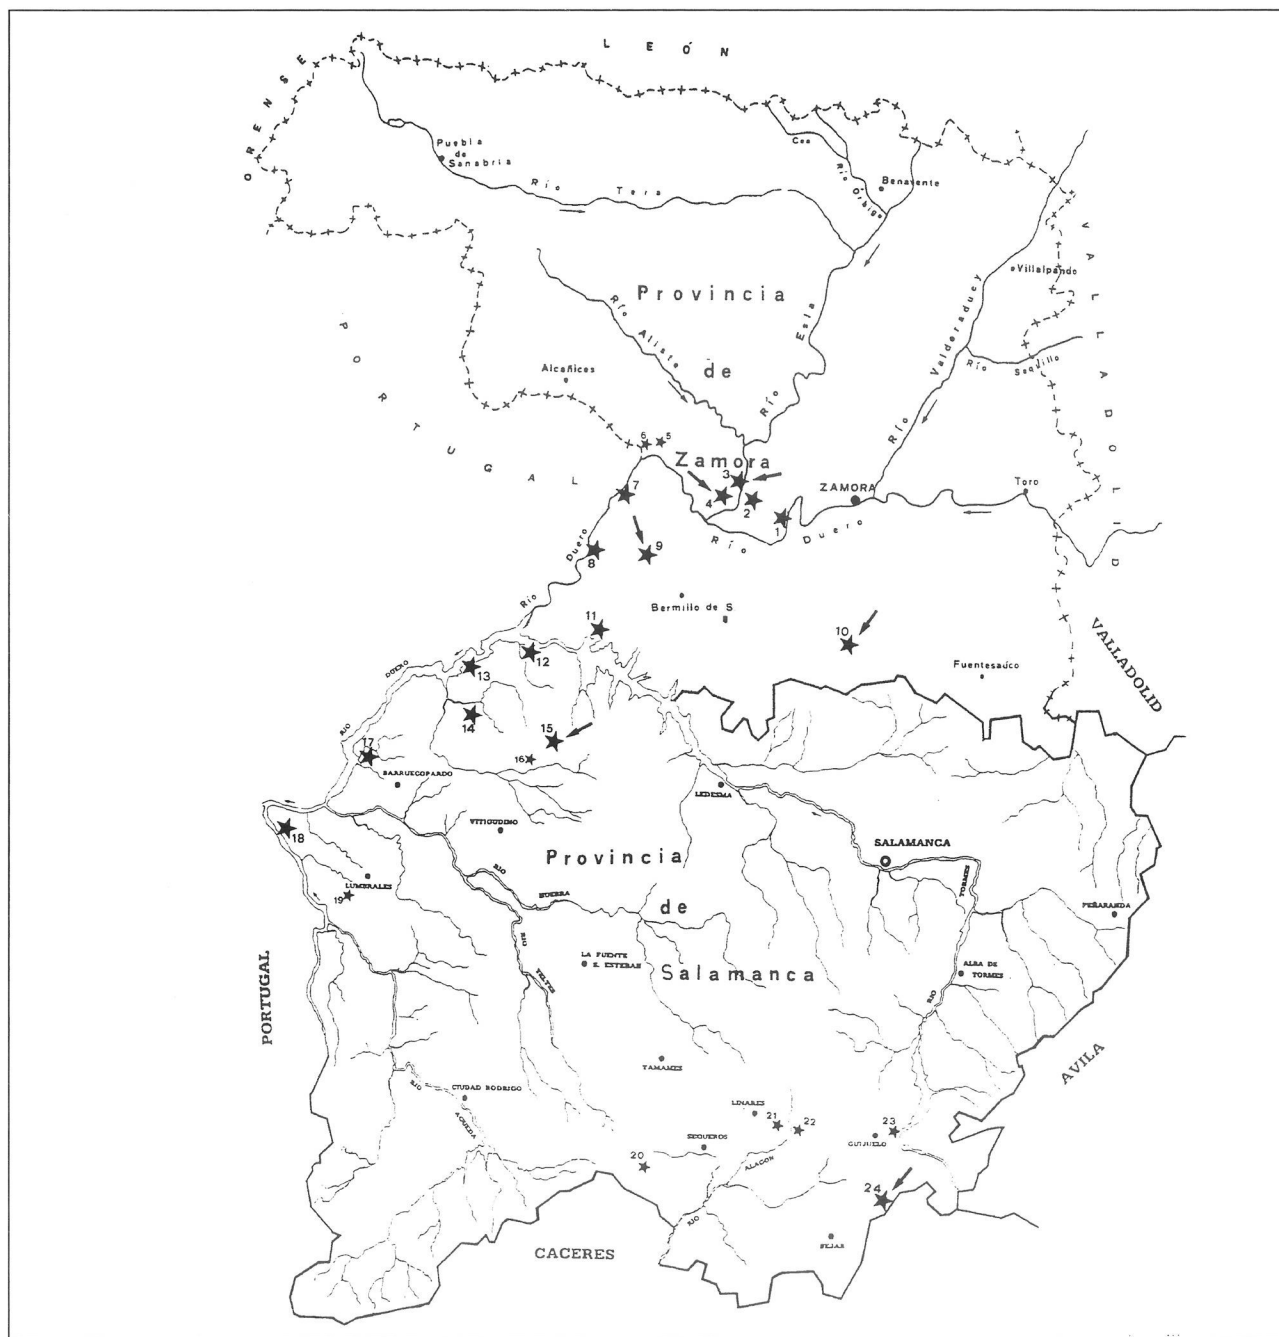 LEÓN
ORENSE
Puebla
de
Sanabria
Río Tera
Cea
Río Orbigo
Benavente
VALLADOLID
Villalpando
Provincia
de
Zamora
Río Aliste
Río Esla
Río Valderaduey
Río Sequillo
Alcañices
PORTUGAL
6
5
3
4
2
1
7
ZAMORA
Toro
Río Duero
Río Duero
8
9
Bermillo de S
11
10
Fuentesaúco
VALLADOLID
12
13
DUERO
RIO
14
15
16
17
BARRUECOPARDO
LEDESMA
VITIGUDINO
18
SALAMANCA
Provincia
de
Salamanca
LUMBRALES
19
RIO
HUEBRA
TORMES
RIO
PEÑARANDA
RIO
YELTES
LA FUENTE
S. ESTEBAN
ALBA DE
TORMES
PORTUGAL
AVILA
TAMAMES
CIUDAD RODRIGO
RIO
AGUEDA
LINARES
21
22
23
GUIJUELO
SEQUEROS
20
ALAGON
RIO
24
BEJAR
CACERES